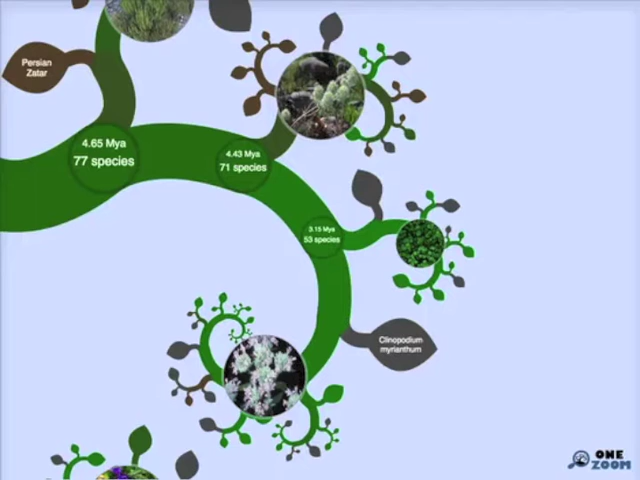 Persian
Zatar
4.65 Mya
77 species
4.43 Mya
71 species
3.15 Mya
53 species
Clinopodium
myrianthum
ONE
ZOOM